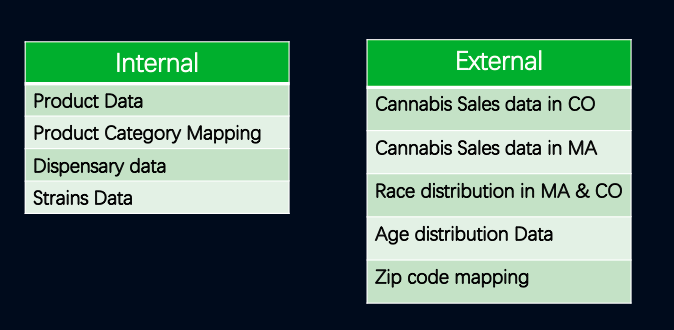 Internal
Product Data
Product Category Mapping
Dispensary data
Strains Data
External
Cannabis Sales data in CO
Cannabis Sales data in MA
Race distribution in MA & CO
Age distribution Data
Zip code mapping